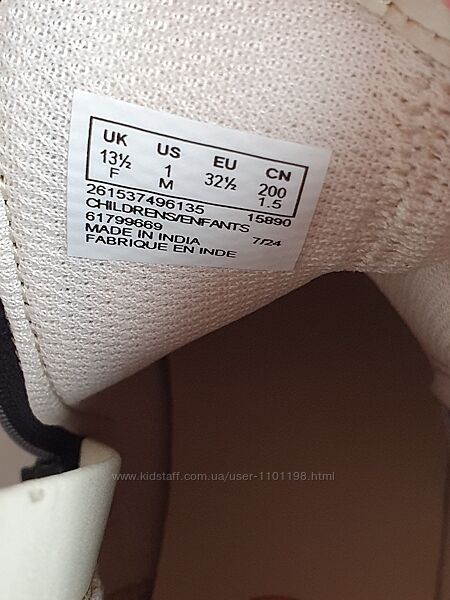 UK US EU CN
13½ 1 32½ 200
F M 1.5
261537496135 15890
CHILDRENS/ENFANTS
61799669 7/24
MADE IN INDIA
FABRIQUE EN INDE
www.kidstaff.com.ua/user-1101198.html